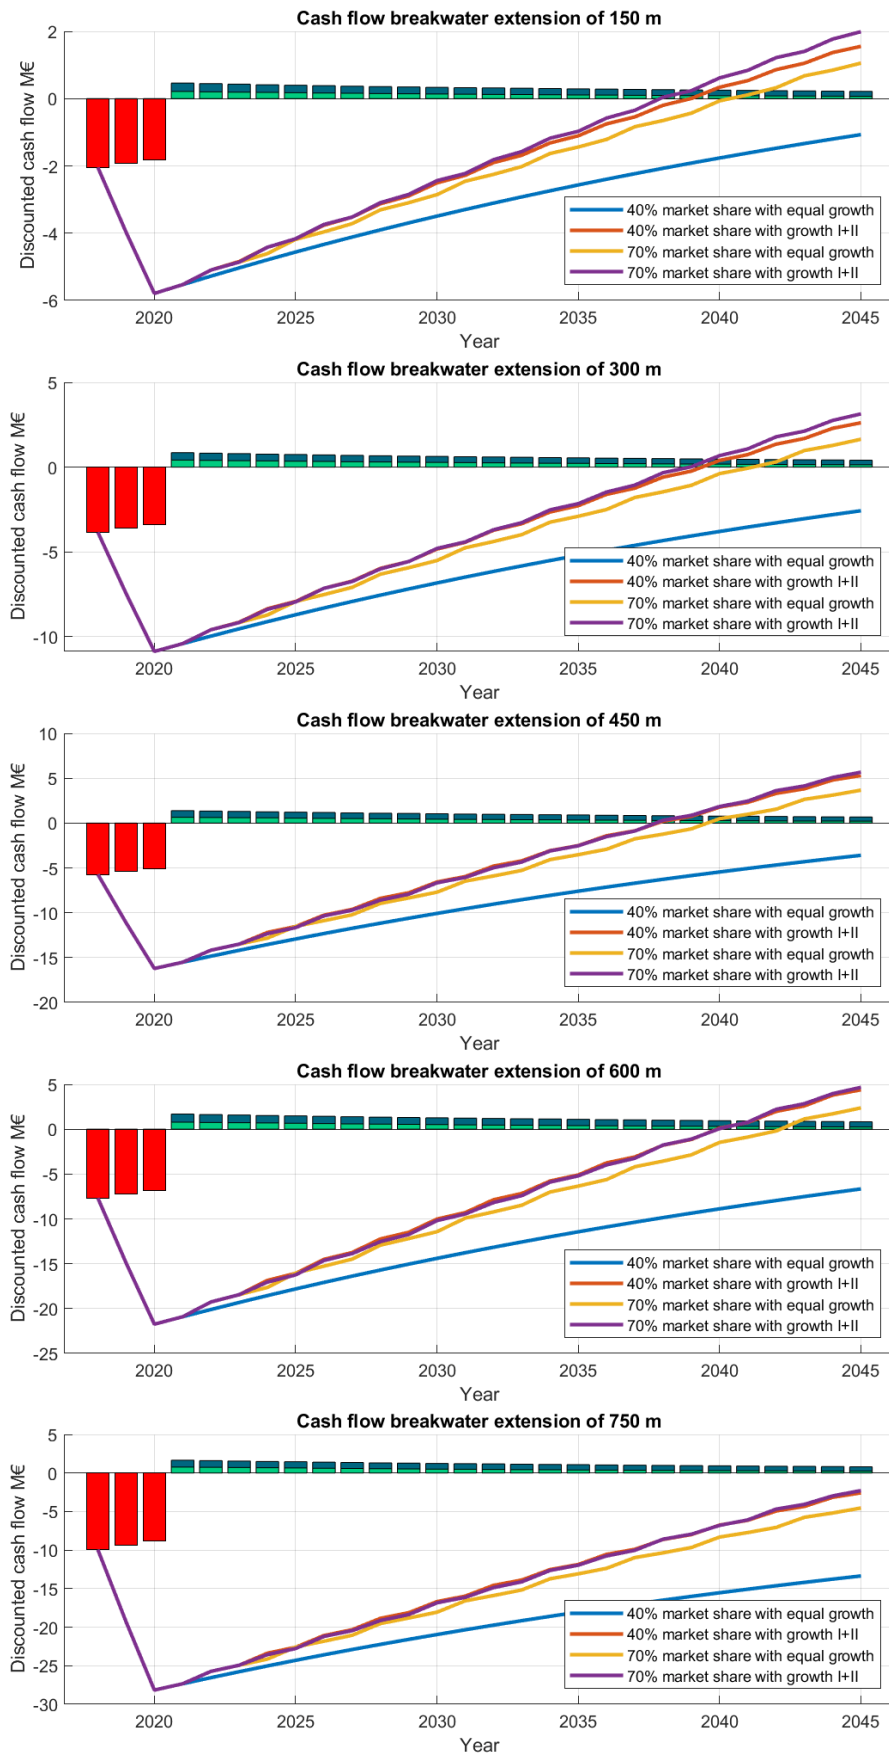 Cash flow breakwater extension of 150 m
Discounted cash flow M€
2
0
-2
-4
-6
40% market share with equal growth
40% market share with growth I+II
70% market share with equal growth
70% market share with growth I+II
2020 2025 2030 2035 2040 2045
Year
Cash flow breakwater extension of 300 m
Discounted cash flow M€
5
0
-5
-10
40% market share with equal growth
40% market share with growth I+II
70% market share with equal growth
70% market share with growth I+II
2020 2025 2030 2035 2040 2045
Year
Cash flow breakwater extension of 450 m
Discounted cash flow M€
10
5
0
-5
-10
-15
-20
40% market share with equal growth
40% market share with growth I+II
70% market share with equal growth
70% market share with growth I+II
2020 2025 2030 2035 2040 2045
Year
Cash flow breakwater extension of 600 m
Discounted cash flow M€
5
0
-5
-10
-15
-20
-25
40% market share with equal growth
40% market share with growth I+II
70% market share with equal growth
70% market share with growth I+II
2020 2025 2030 2035 2040 2045
Year
Cash flow breakwater extension of 750 m
Discounted cash flow M€
5
0
-5
-10
-15
-20
-25
-30
40% market share with equal growth
40% market share with growth I+II
70% market share with equal growth
70% market share with growth I+II
2020 2025 2030 2035 2040 2045
Year